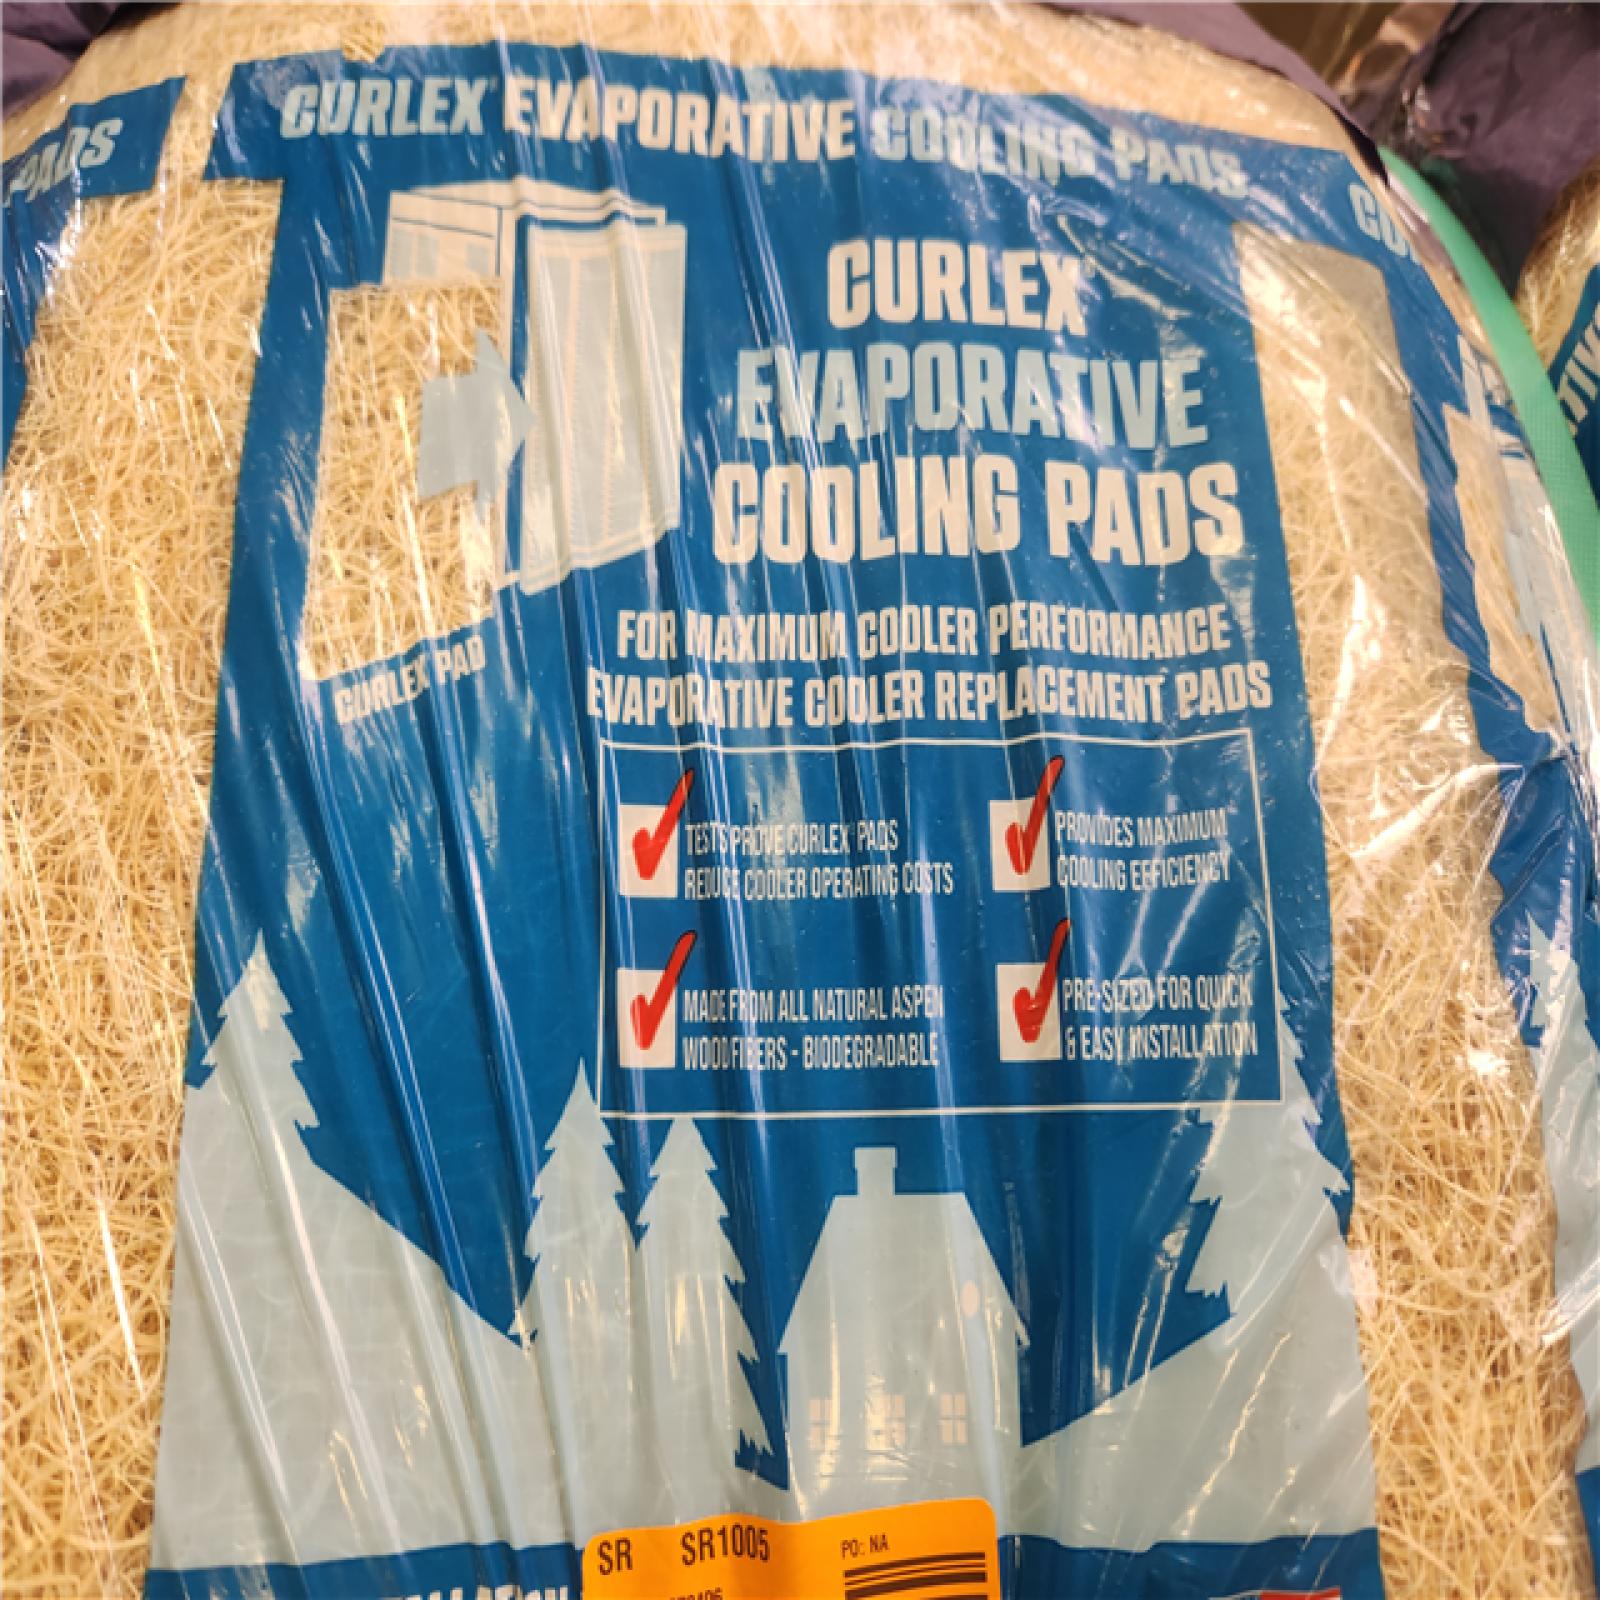 PADS
CURLEX® EVAPORATIVE COOLING PADS
CURLEX®
EVAPORATIVE
COOLING PADS
CURLEX® PAD
FOR MAXIMUM COOLER PERFORMANCE
EVAPORATIVE COOLER REPLACEMENT PADS
TESTS PROVE CURLEX® PADS
REDUCE COOLER OPERATING COSTS
PROVIDES MAXIMUM
COOLING EFFICIENCY
MADE FROM ALL NATURAL ASPEN
WOOD FIBERS - BIODEGRADABLE
PRE-SIZED FOR QUICK
& EASY INSTALLATION
SR SR1005 PO: NA